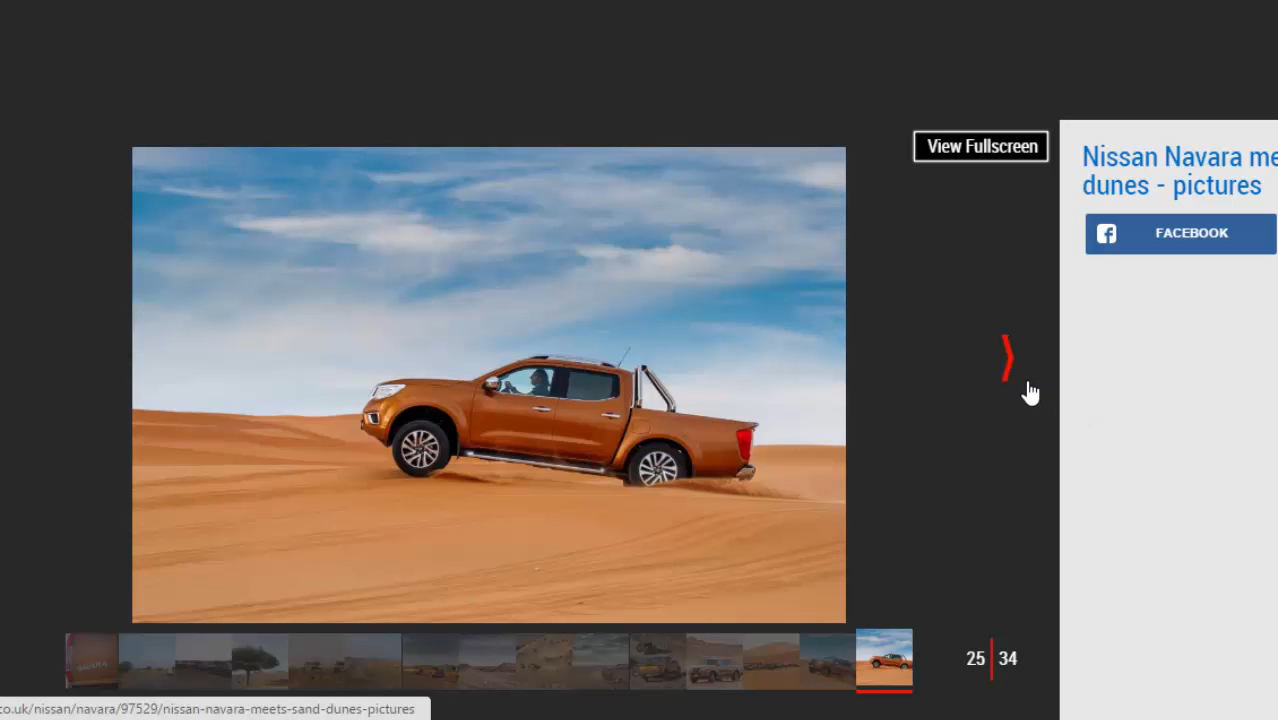 View Fullscreen
Nissan Navara me
dunes - pictures
FACEBOOK
25 34
co.uk/nissan/navara/97529/nissan-navara-meets-sand-dunes-pictures